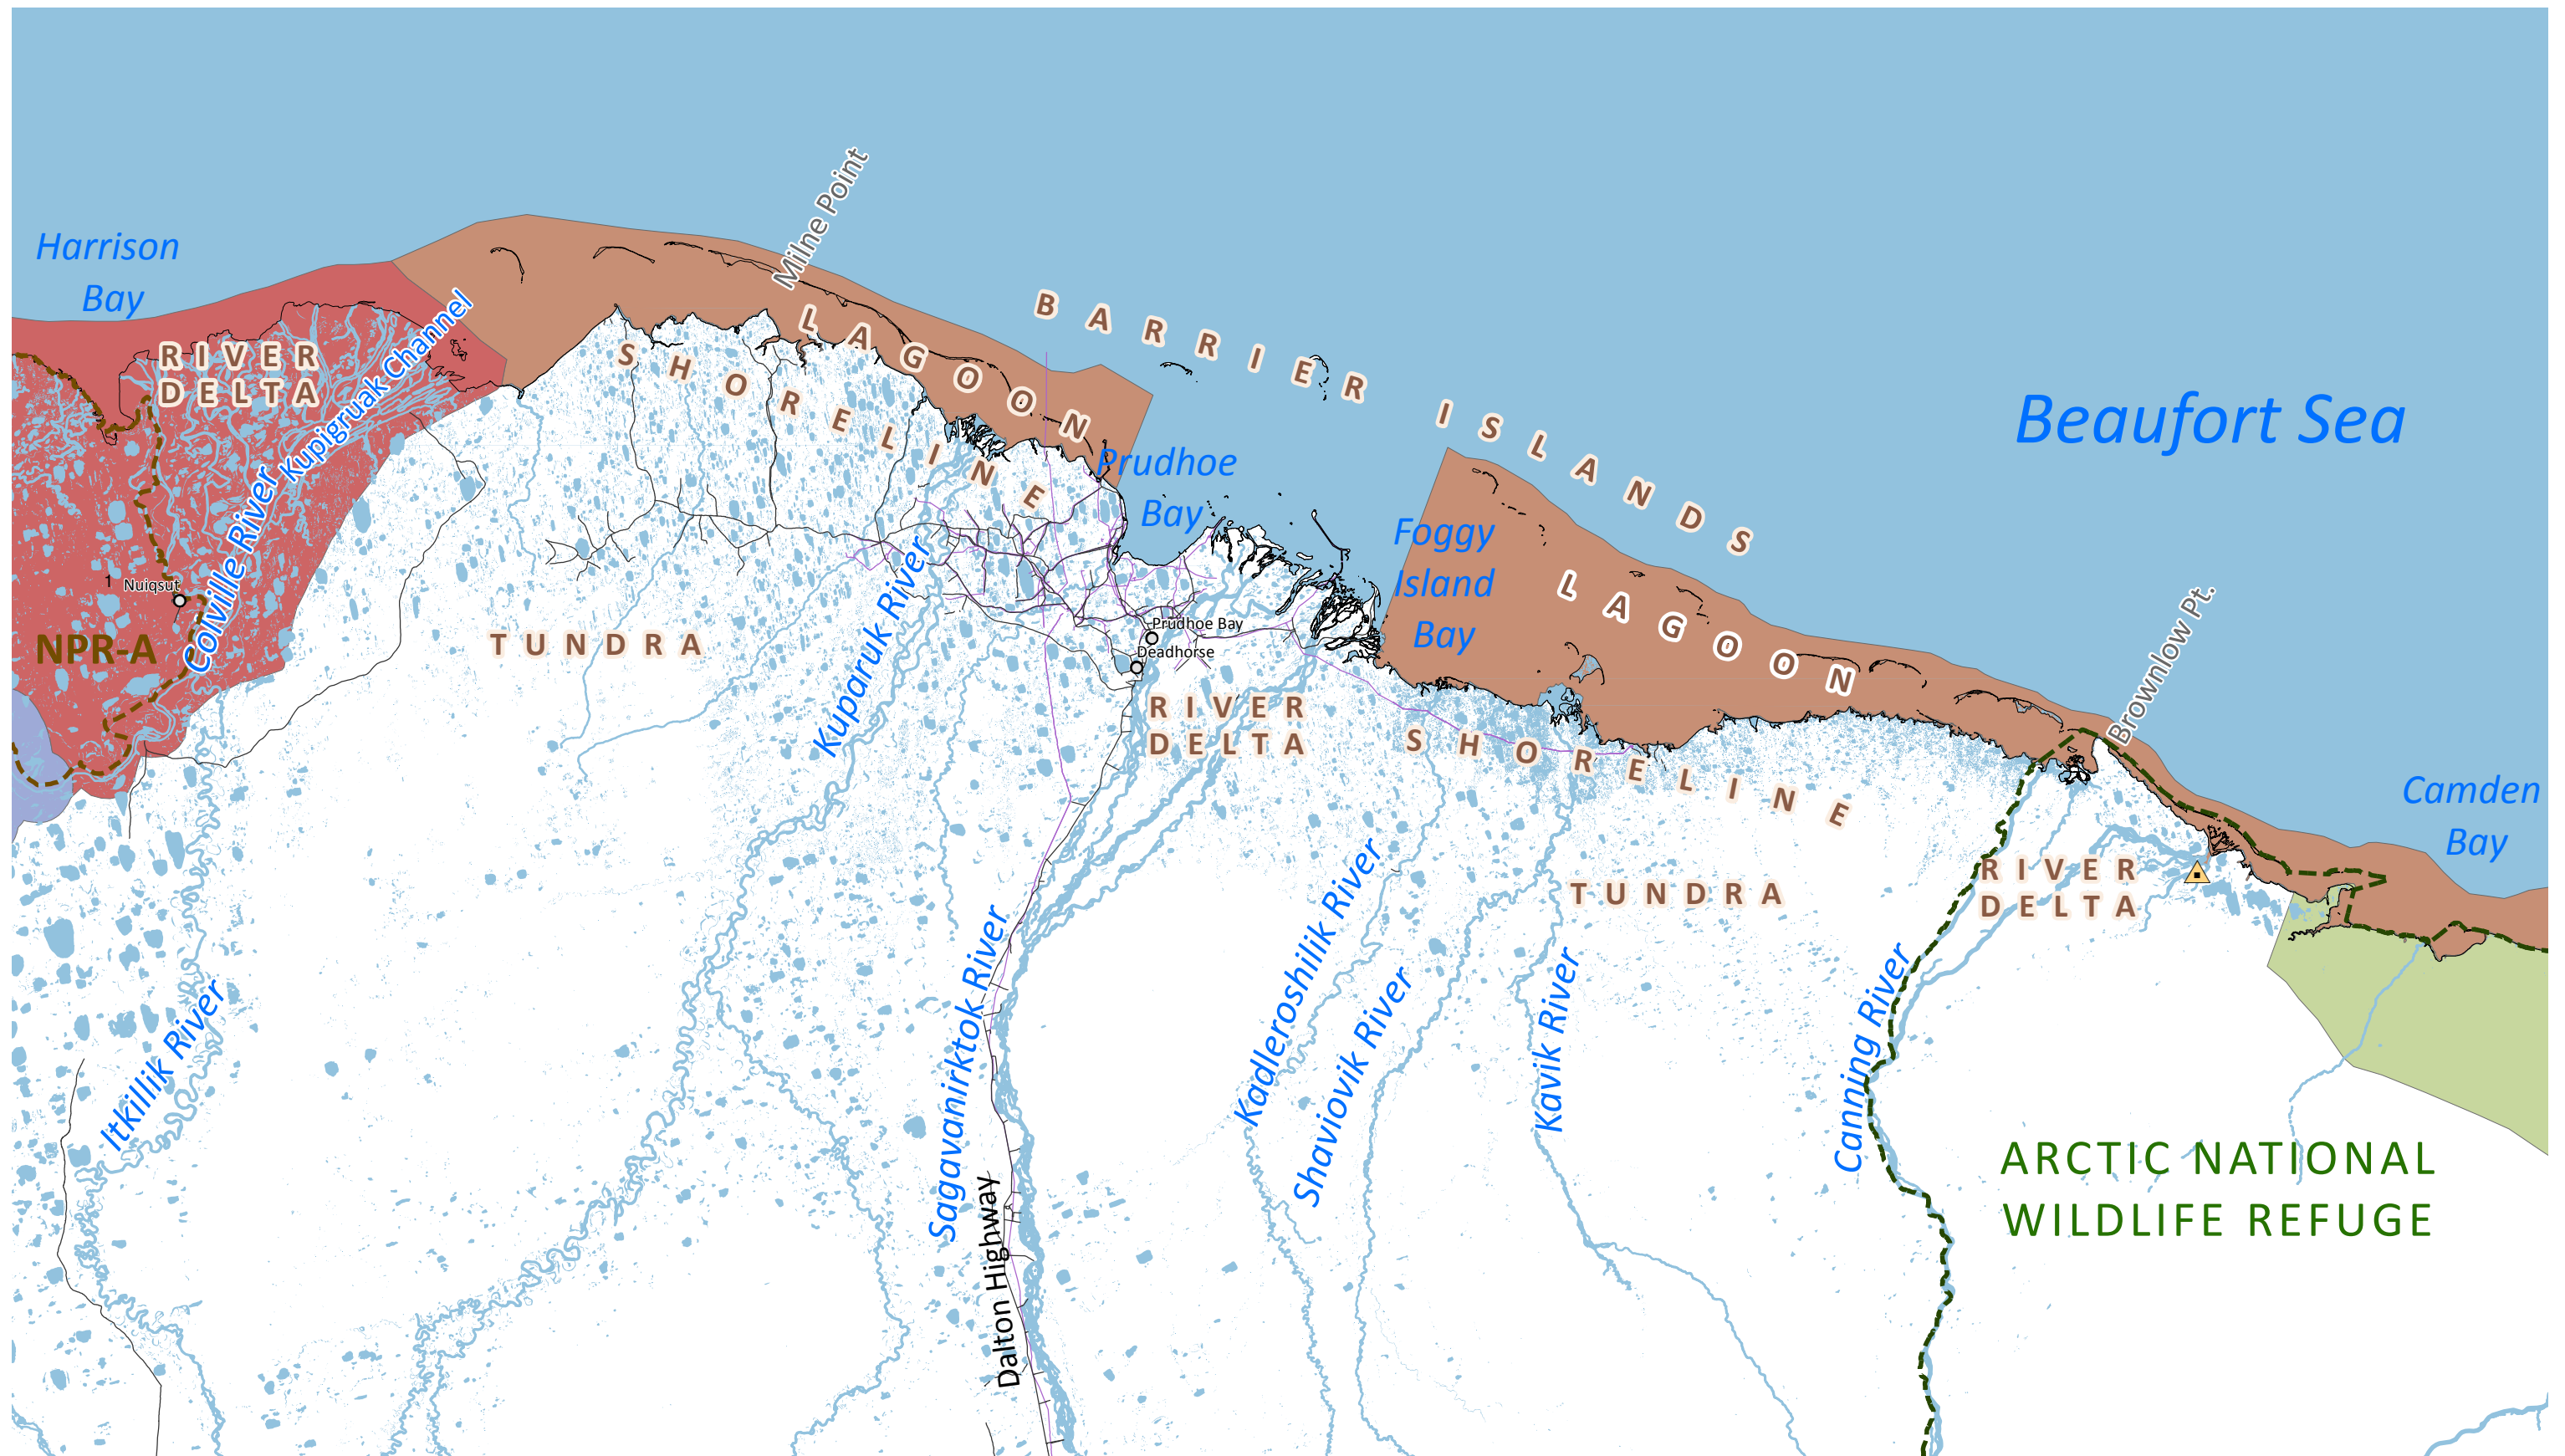 Milne Point
Harrison
Bay
BARRIER ISLANDS
LAGOON
SHORELINE
RIVER
DELTA
Kupigruak Channel
Beaufort Sea
Prudhoe
Bay
Foggy
Island
Bay
LAGOON
Colville River
1
Nuiqsut
NPR-A
TUNDRA
Kuparuk River
Prudhoe Bay
Deadhorse
Brownlow Pt.
RIVER
DELTA
SHORELINE
Camden
Bay
TUNDRA
RIVER
DELTA
Itkillik River
Sagavanirktok River
Kadleroshilik River
Shaviovik River
Kavik River
Canning River
Dalton Highway
ARCTIC NATIONAL
WILDLIFE REFUGE